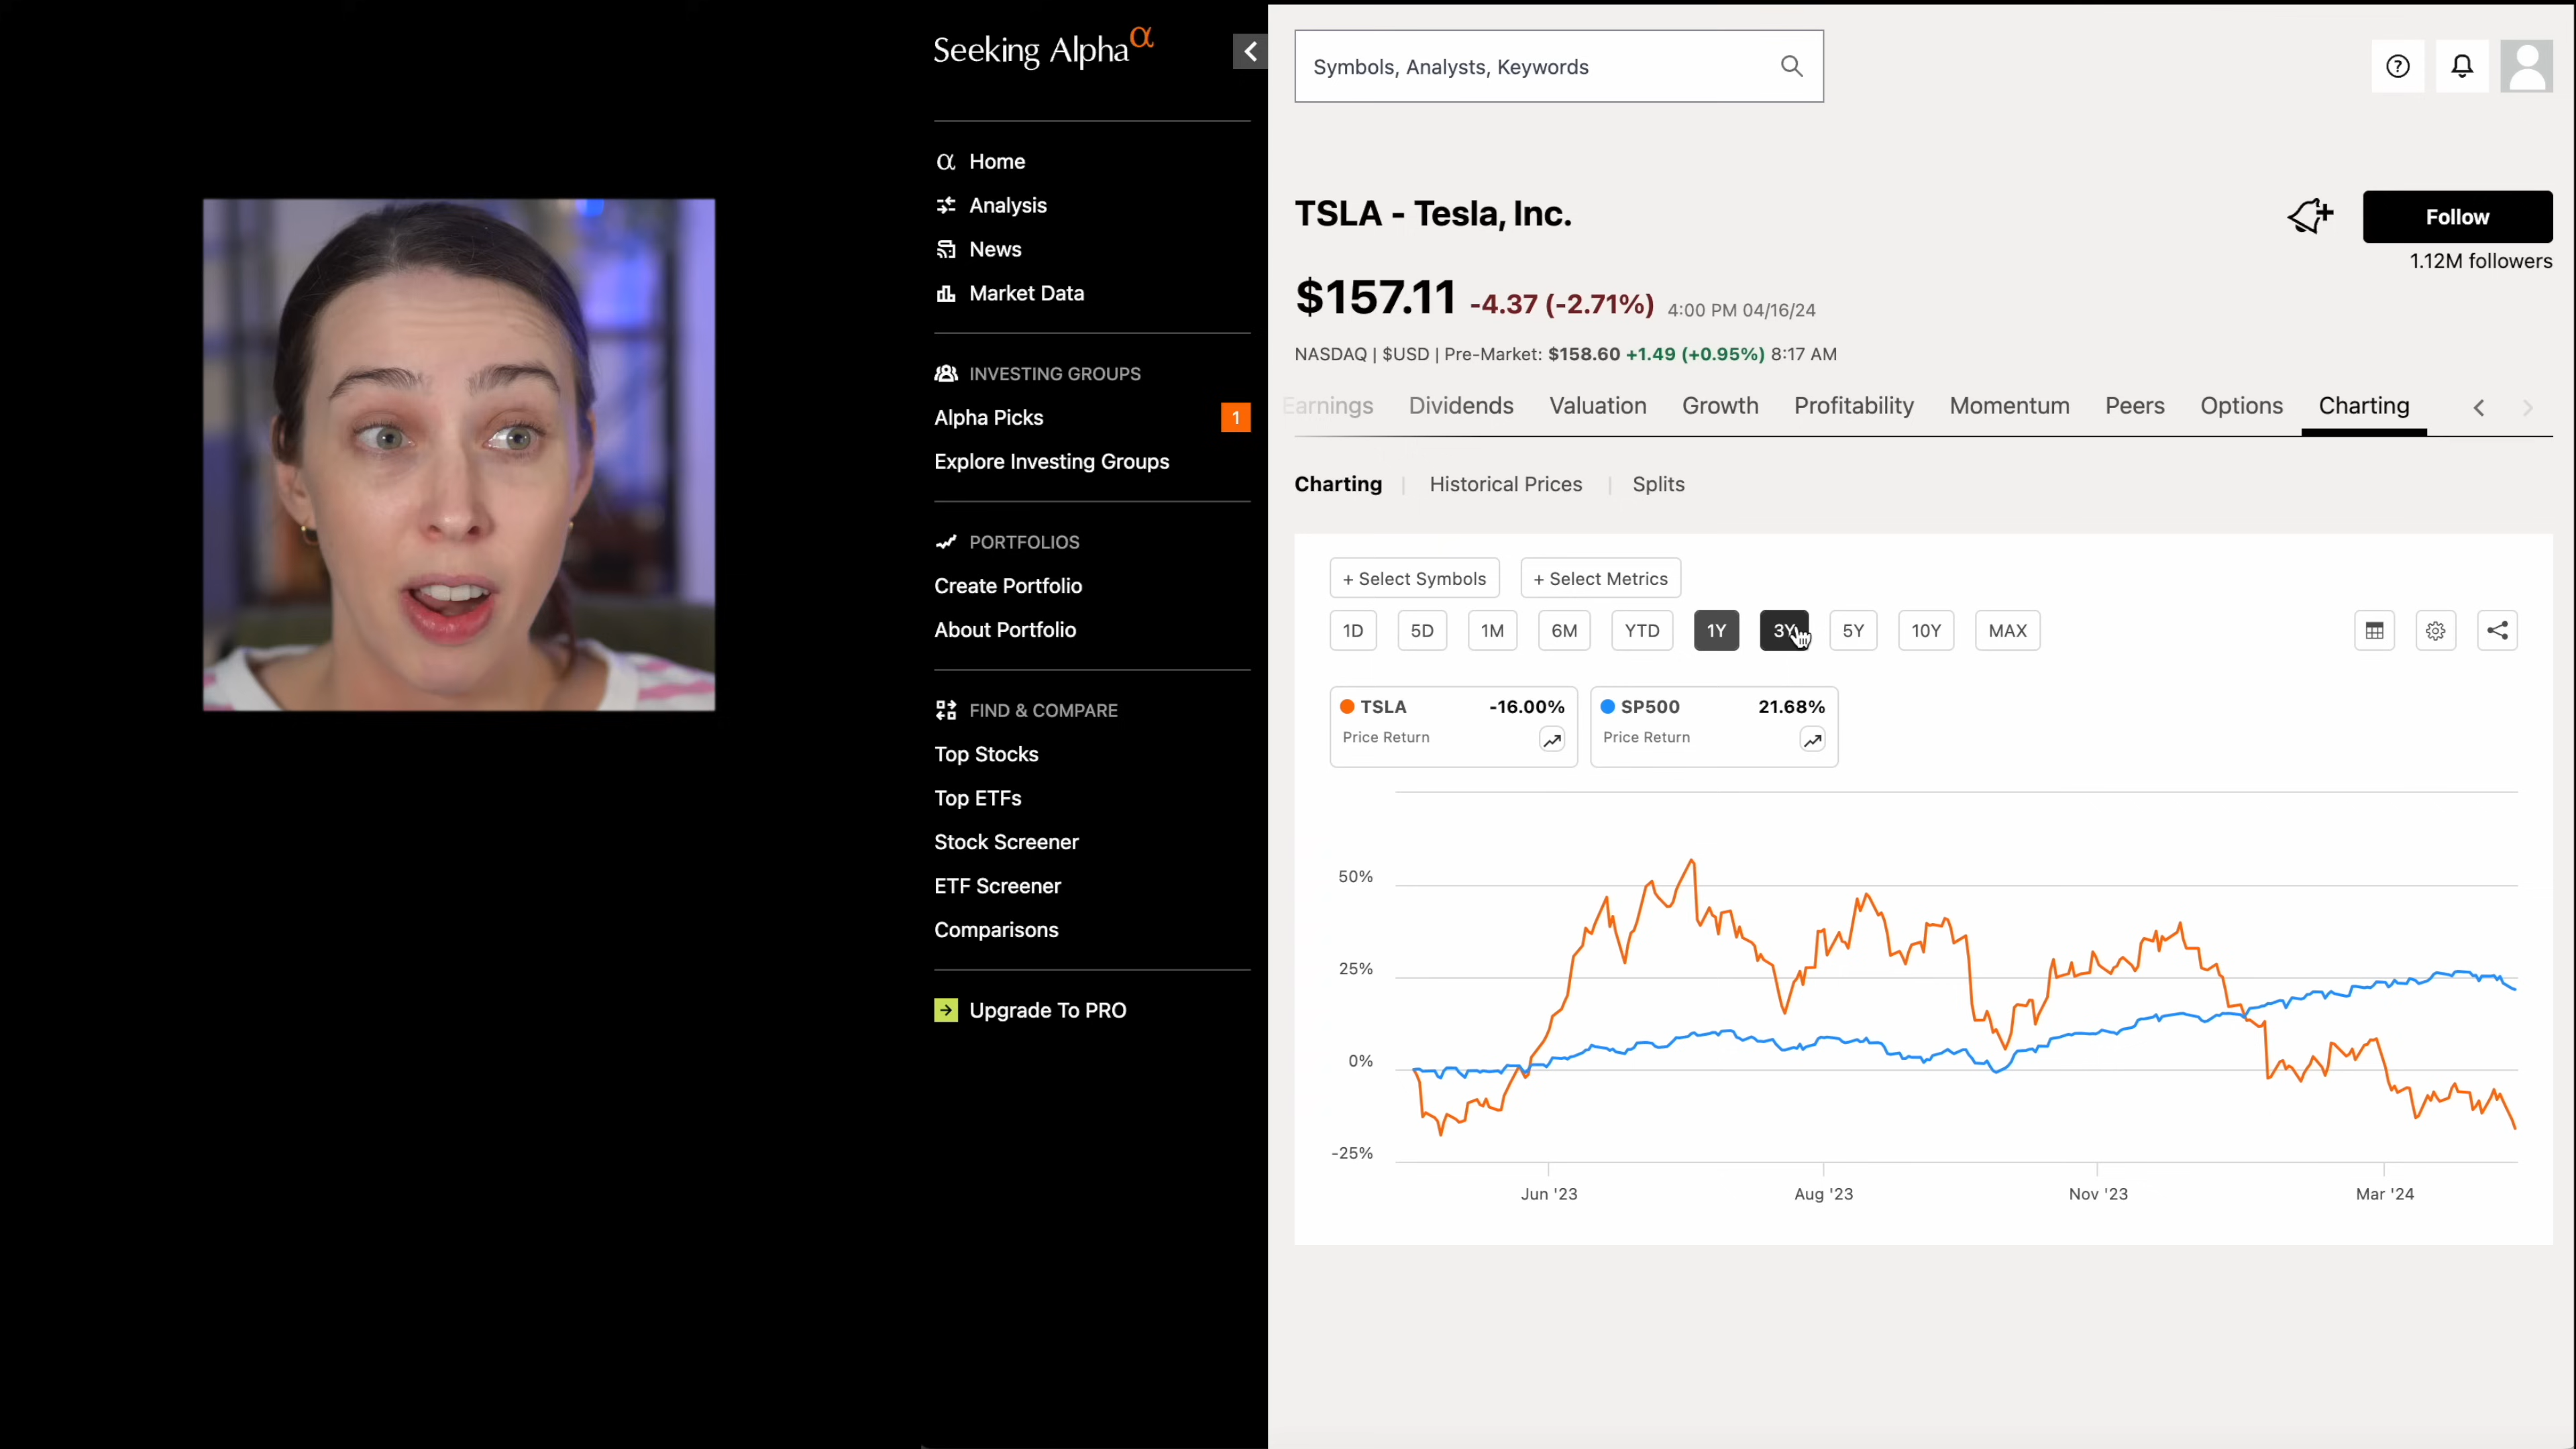 Seeking Alpha α
Home
Analysis
News
Market Data
INVESTING GROUPS
Alpha Picks 1
Explore Investing Groups
PORTFOLIOS
Create Portfolio
About Portfolio
FIND & COMPARE
Top Stocks
Top ETFs
Stock Screener
ETF Screener
Comparisons
Upgrade To PRO
Symbols, Analysts, Keywords
TSLA - Tesla, Inc.
Follow
1.12M followers
$157.11 -4.37 (-2.71%) 4:00 PM 04/16/24
NASDAQ | $USD | Pre-Market: $158.60 +1.49 (+0.95%) 8:17 AM
Earnings Dividends Valuation Growth Profitability Momentum Peers Options Charting
Charting | Historical Prices | Splits
+ Select Symbols + Select Metrics
1D 5D 1M 6M YTD 1Y 3Y 5Y 10Y MAX
TSLA -16.00% SP500 21.68%
Price Return Price Return
50%
25%
0%
-25%
Jun '23 Aug '23 Nov '23 Mar '24